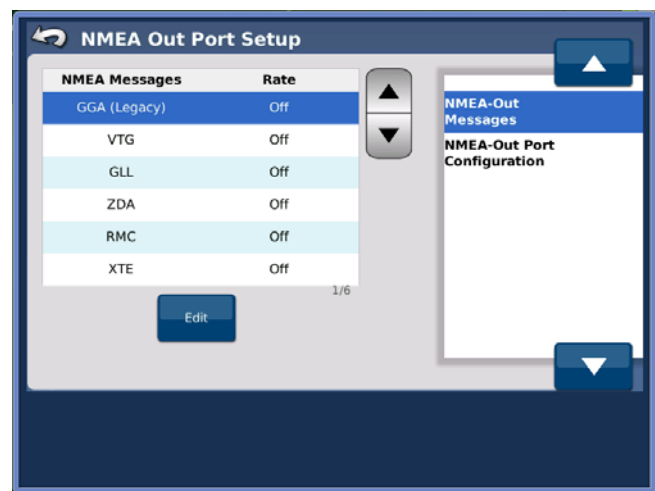 NMEA Out Port Setup
NMEA Messages Rate
GGA (Legacy) Off
VTG Off
GLL Off
ZDA Off
RMC Off
XTE Off
1/6
Edit
NMEA-Out
Messages
NMEA-Out Port
Configuration